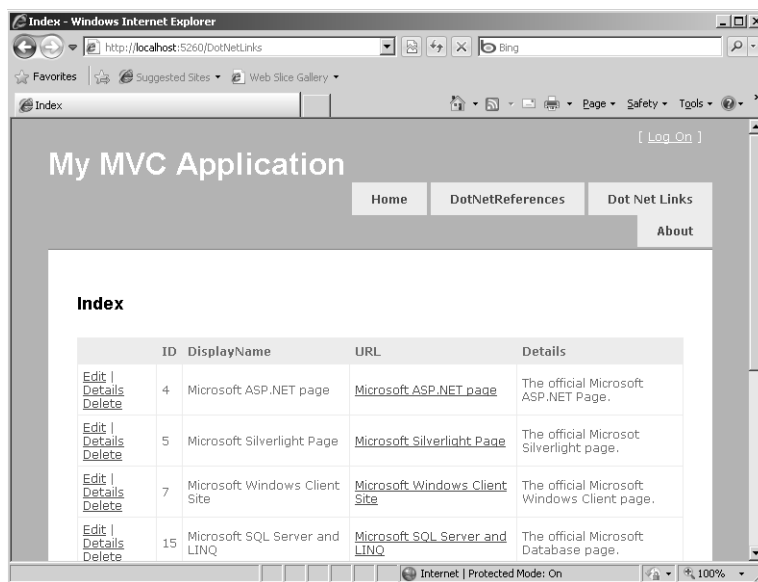 Index - Windows Internet Explorer
http://localhost:5260/DotNetLinks
Bing
Favorites Suggested Sites Web Slice Gallery
Index Page Safety Tools
[ Log On ]
My MVC Application
Home DotNetReferences Dot Net Links
About
Index
ID DisplayName URL Details
Edit |
Details
Delete
4 Microsoft ASP.NET page Microsoft ASP.NET page
The official Microsoft
ASP.NET Page.
Edit |
Details
Delete
5 Microsoft Silverlight Page Microsoft Silverlight Page
The official Microsot
Silverlight page.
Edit |
Details
Delete
7
Microsoft Windows Client
Site
Microsoft Windows Client
Site
The official Microsoft
Windows Client page.
Edit |
Details
Delete
15
Microsoft SQL Server and
LINQ
Microsoft SQL Server and
LINQ
The official Microsoft
Database page.
Internet | Protected Mode: On 100%